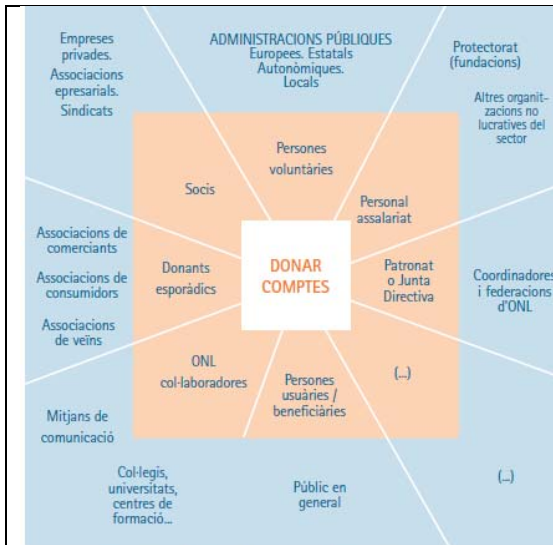 Empreses
privades.
Associacions
epresarials.
Sindicats
ADMINISTRACIONS PÚBLIQUES
Europees. Estatals
Autonòmiques.
Locals
Protectorat
(fundacions)
Altres organit-
zacions no
lucratives del
sector
Persones
voluntàries
Socis
Personal
assalariat
Associacions de
comerciants
Associacions de
consumidors
Associacions
de veïns
Donants
esporàdics
DONAR
COMPTES
Patronat
o Junta
Directiva
Coordinadores
i federacions
d'ONL
ONL
col·laboradores
Persones
usuàries /
beneficiàries
(...)
Mitjans de
comunicació
Col·legis,
universitats,
centres de
formació...
Públic en
general
(...)